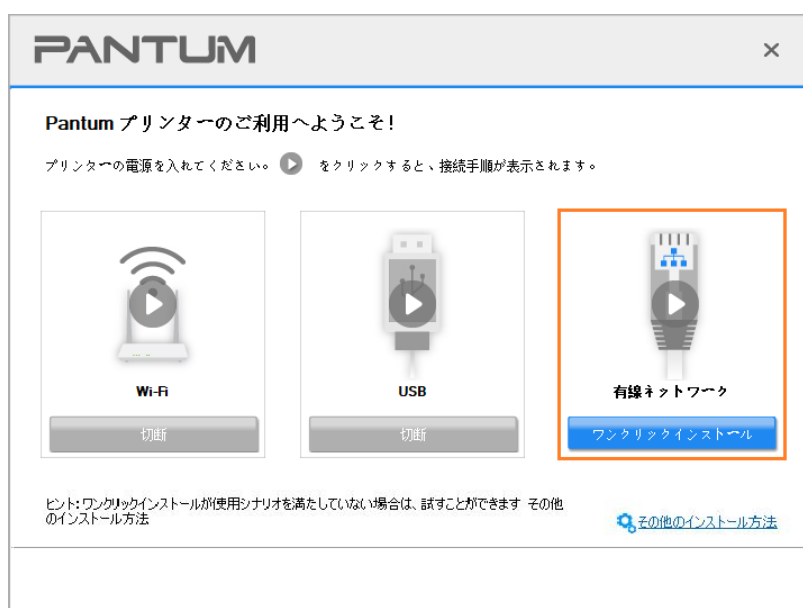 PANTUM
Pantum プリンターのご利用へようこそ!
プリンターの電源を入れてください。 をクリックすると、接続手順が表示されます。
Wi-Fi
切断
USB
切断
有線ネットワーク
ワンクリックインストール
ヒント: ワンクリックインストールが使用シナリオを満たしていない場合は、試すことができます その他
のインストール方法
その他のインストール方法